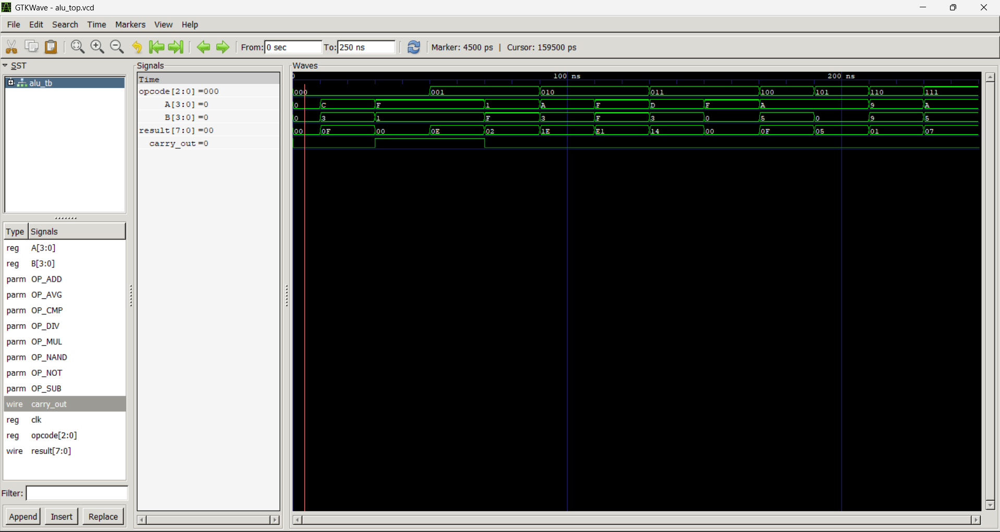 GTKWave - alu_top.vcd
File Edit Search Time Markers View Help
From: 0 sec To: 250 ns Marker: 4500 ps | Cursor: 159500 ps
SST
alu_tb
Type Signals
reg A[3:0]
reg B[3:0]
parm OP_ADD
parm OP_AVG
parm OP_CMP
parm OP_DIV
parm OP_MUL
parm OP_NAND
parm OP_NOT
parm OP_SUB
wire carry_out
reg clk
reg opcode[2:0]
wire result[7:0]
Filter:
Append Insert Replace
Signals
Time
opcode[2:0] =000
A[3:0] =0
B[3:0] =0
result[7:0] =00
carry_out =0
Waves
0 100 ns 200 ns
000 001 010 011 100 101 110 111
0 C F 1 A F D F A 9 A
0 3 1 F 3 F 3 0 5 0 9 5
00 0F 00 0E 02 1E E1 14 00 0F 05 01 07